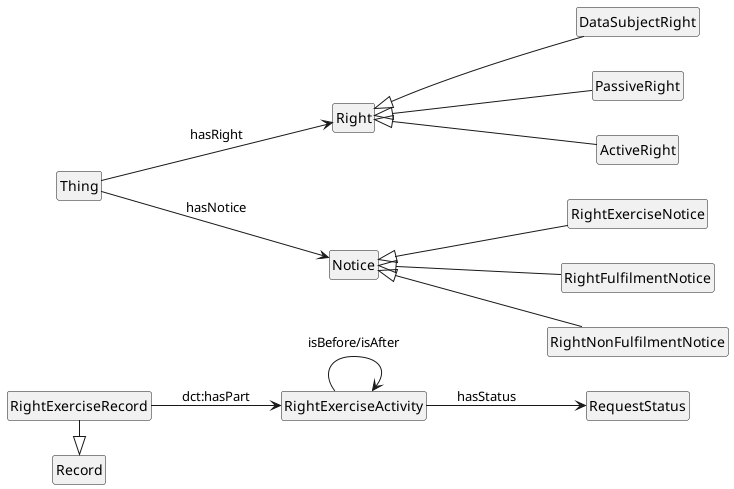 DataSubjectRight
PassiveRight
hasRight
Right
ActiveRight
Thing
hasNotice
RightExerciseNotice
Notice
RightFulfilmentNotice
RightNonFulfilmentNotice
isBefore/isAfter
RightExerciseRecord
dct:hasPart
RightExerciseActivity
hasStatus
RequestStatus
Record